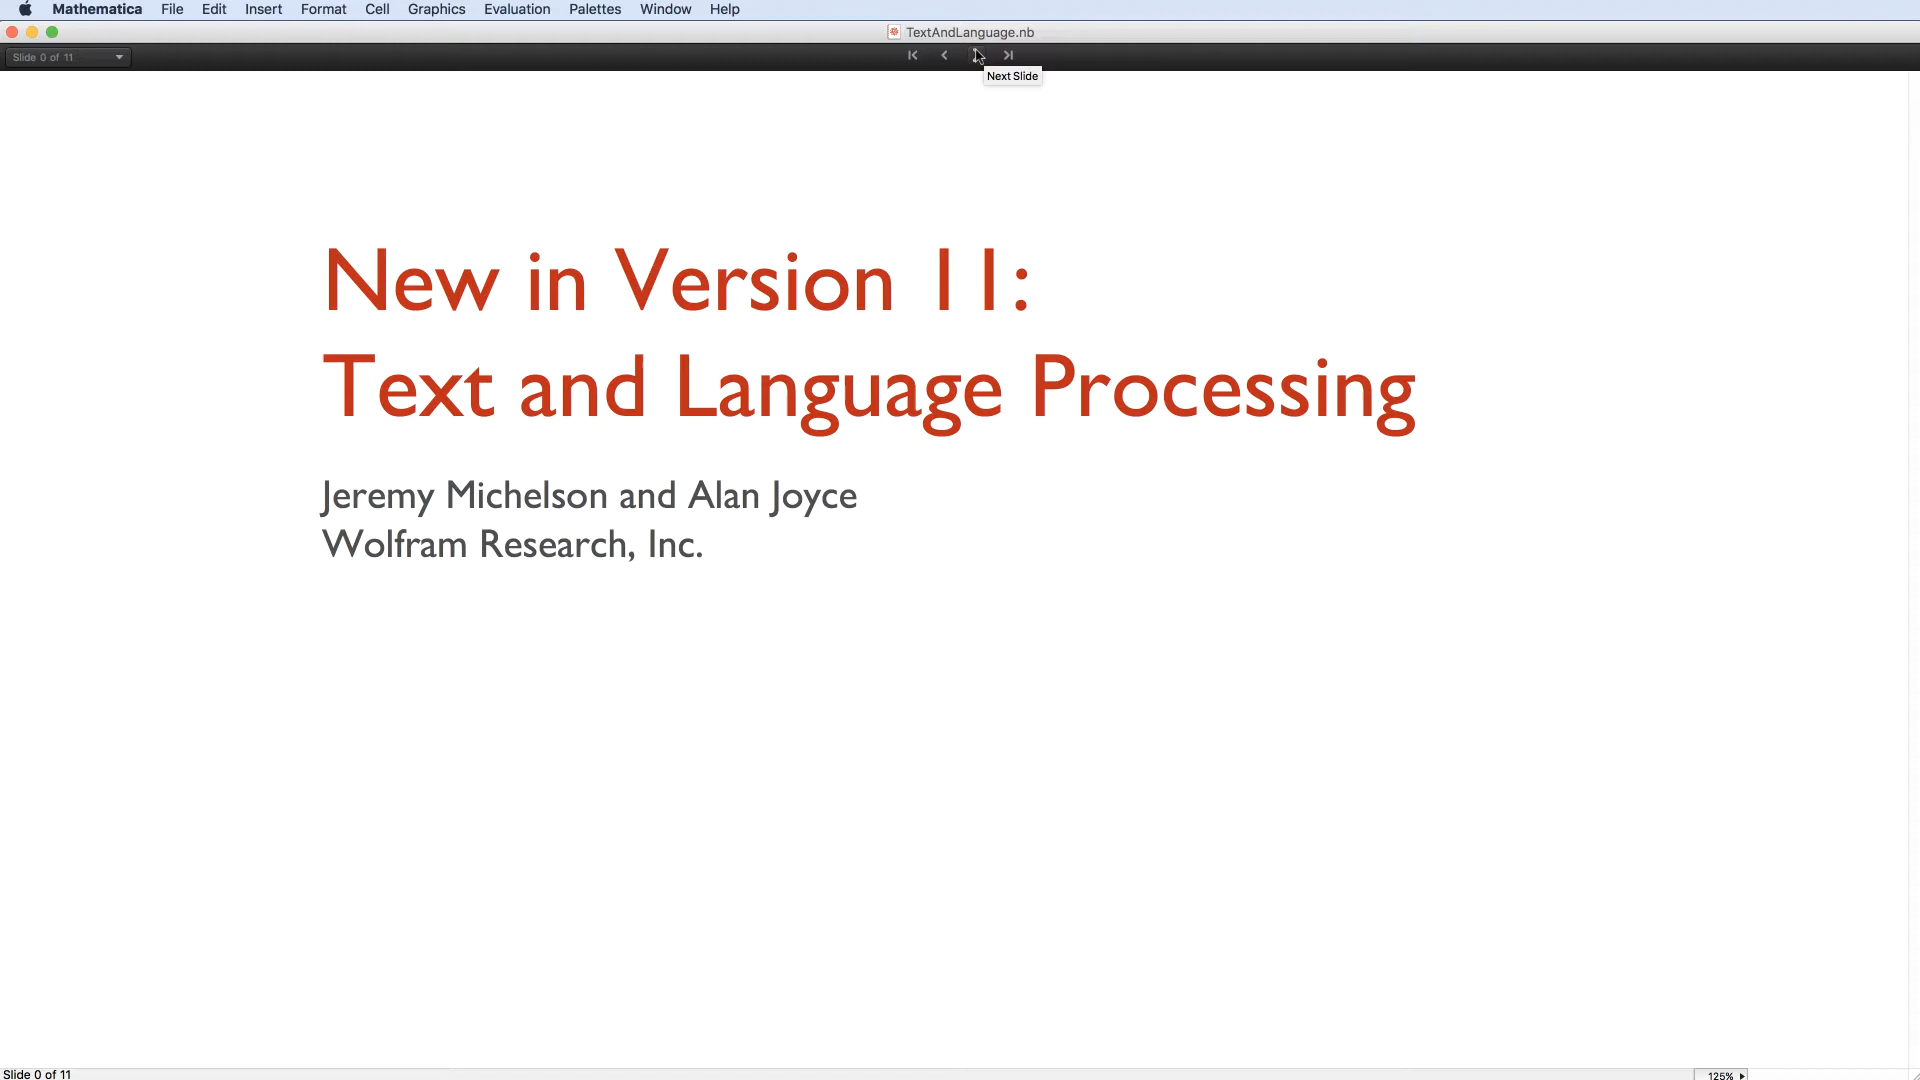 Mathematica File Edit Insert Format Cell Graphics Evaluation Palettes Window Help
TextAndLanguage.nb
Slide 0 of 11
Next Slide
New in Version 11:
Text and Language Processing
Jeremy Michelson and Alan Joyce
Wolfram Research, Inc.
Slide 0 of 11
125%